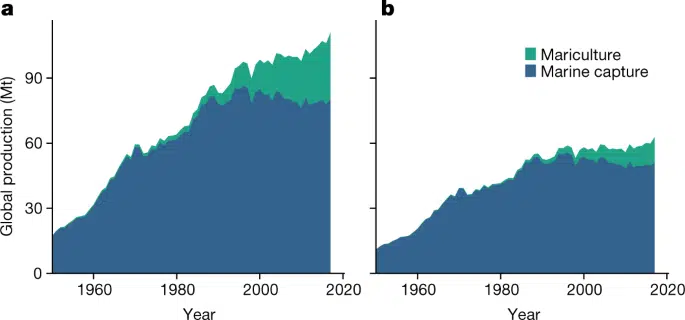 a
b
Mariculture
Marine capture
Global production (Mt)
90
60
30
0
1960
1980
2000
2020
1960
1980
2000
2020
Year
Year